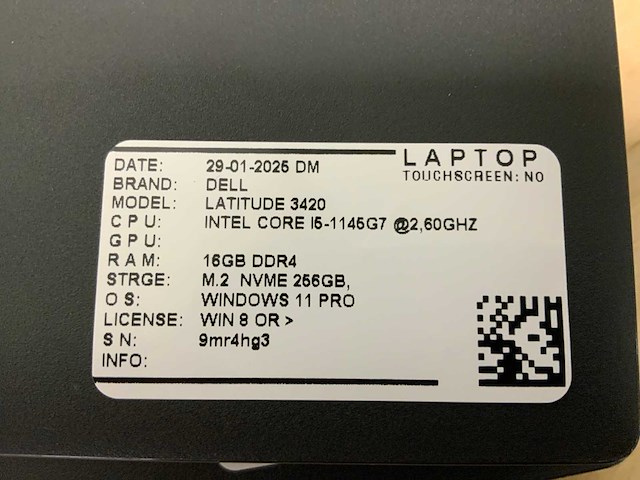 LAPTOP
TOUCHSCREEN: NO
DATE: 29-01-2025 DM
BRAND: DELL
MODEL: LATITUDE 3420
CPU: INTEL CORE I5-1145G7 @2,60GHZ
GPU:
RAM: 16GB DDR4
STRGE: M.2 NVME 256GB,
OS: WINDOWS 11 PRO
LICENSE: WIN 8 OR >
SN: 9mr4hg3
INFO: